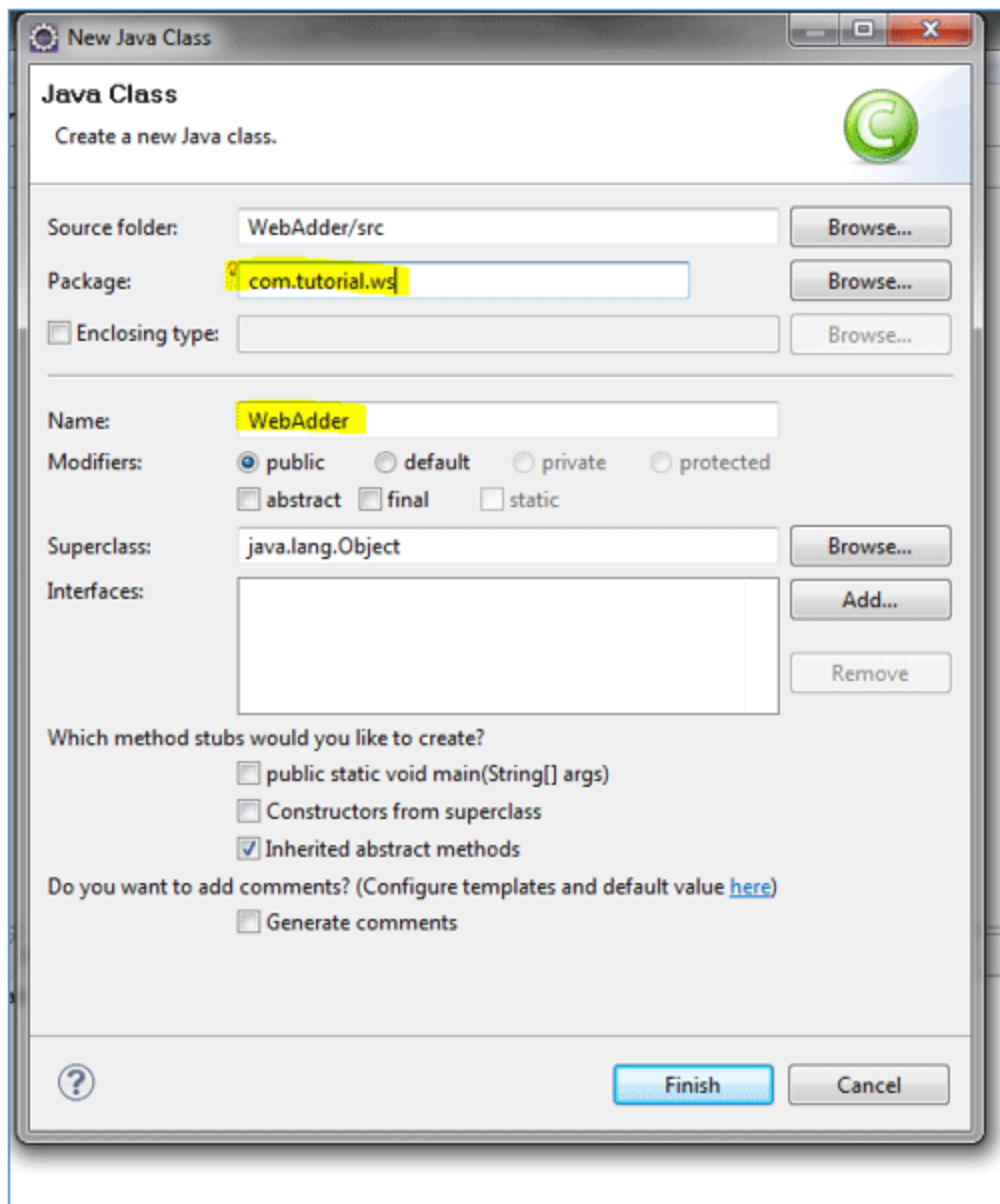 New Java Class
Java Class
Create a new Java class.
Source folder: WebAdder/src Browse...
Package: com.tutorial.ws Browse...
Enclosing type: Browse...
Name: WebAdder
Modifiers: public default private protected
abstract final static
Superclass: java.lang.Object Browse...
Interfaces: Add...
Remove
Which method stubs would you like to create?
public static void main(String[] args)
Constructors from superclass
Inherited abstract methods
Do you want to add comments? (Configure templates and default value here)
Generate comments
Finish Cancel